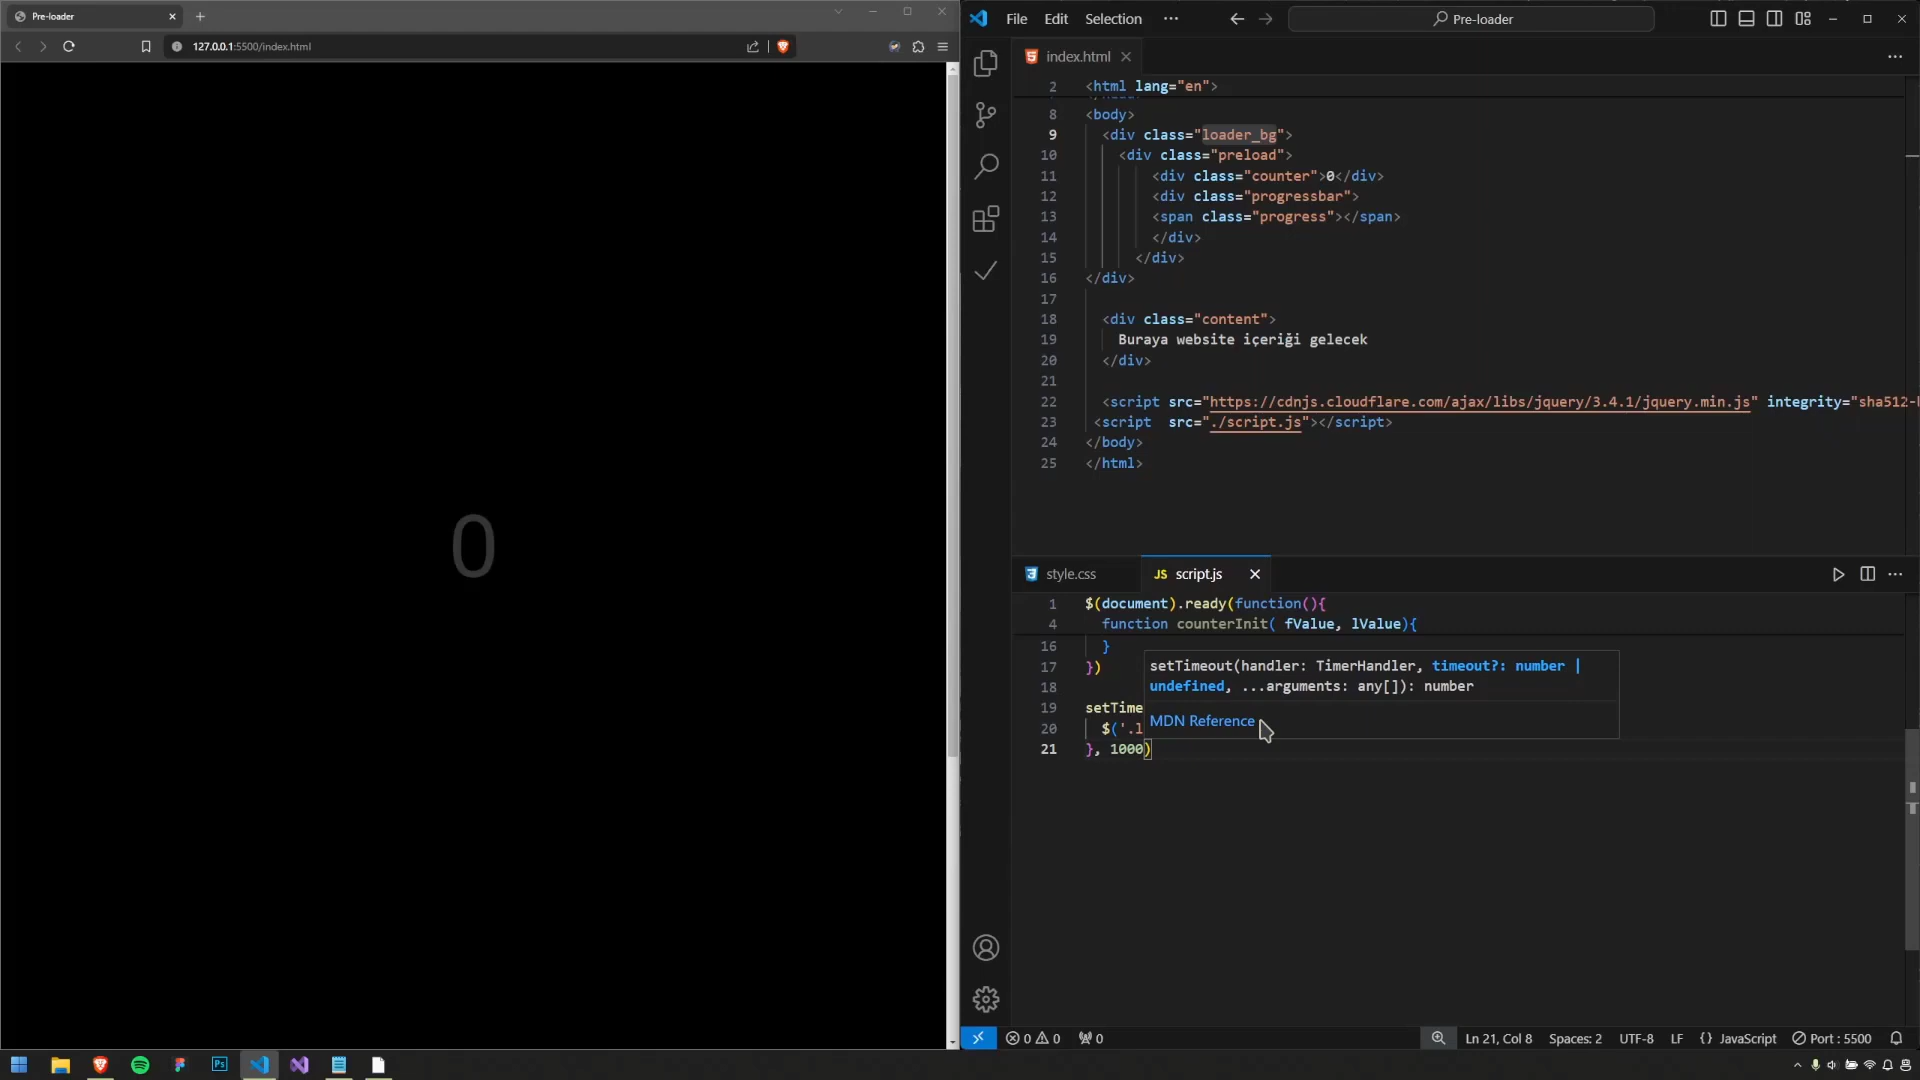 Pre-loader
127.0.0.1:5500/index.html
0
File Edit Selection
Pre-loader
index.html
2 <html lang="en">
8 <body>
9 <div class="loader_bg">
10 <div class="preload">
11 <div class="counter">0</div>
12 <div class="progressbar">
13 <span class="progress"></span>
14 </div>
15 </div>
16 </div>
17
18 <div class="content">
19 Buraya website içeriği gelecek
20 </div>
21
22 <script src="https://cdnjs.cloudflare.com/ajax/libs/jquery/3.4.1/jquery.min.js" integrity="sha512-
23 <script src="./script.js"></script>
24 </body>
25 </html>
style.css
JS script.js
1 $(document).ready(function(){
4 function counterInit( fValue, lValue){
16 }
17 })
18
19 setTime
20 $('.l
21 }, 1000)
setTimeout(handler: TimerHandler, timeout?: number |
undefined, ...arguments: any[]): number
MDN Reference
0 0 0
Ln 21, Col 8 Spaces: 2 UTF-8 LF {} JavaScript Port : 5500
Ps